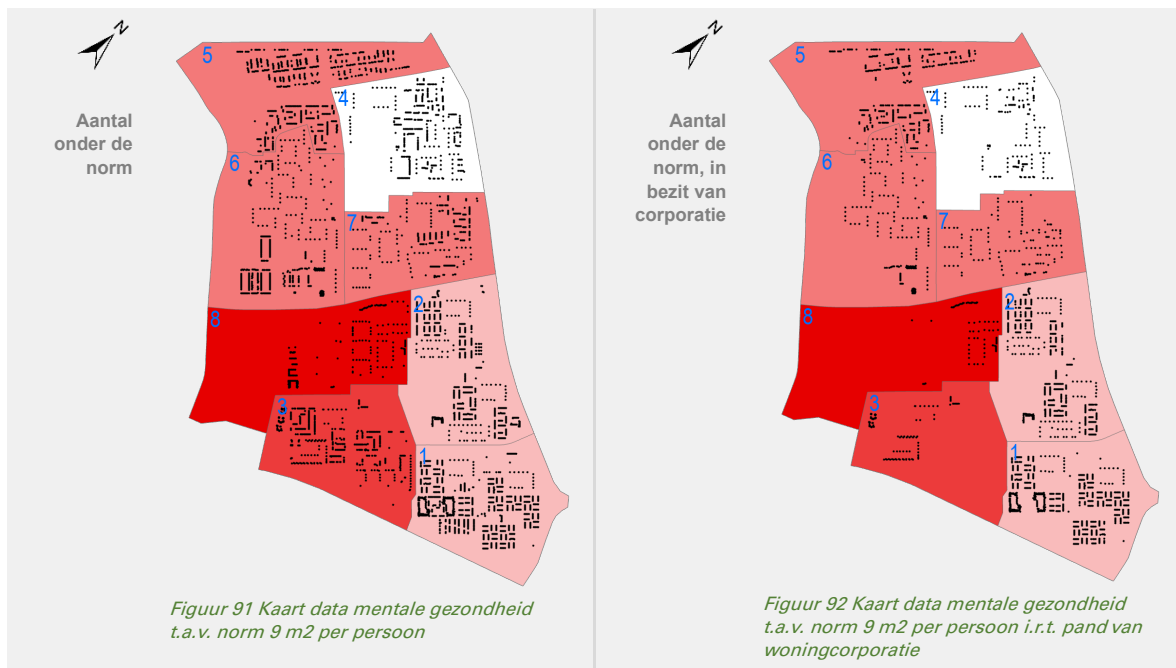 N
5
4
Aantal
onder de
norm
6
7
8
2
3
1
Figuur 91 Kaart data mentale gezondheid
t.a.v. norm 9 m2 per persoon
N
5
4
Aantal
onder de
norm, in
bezit van
corporatie
6
7
8
2
3
1
Figuur 92 Kaart data mentale gezondheid
t.a.v. norm 9 m2 per persoon i.r.t. pand van
woningcorporatie